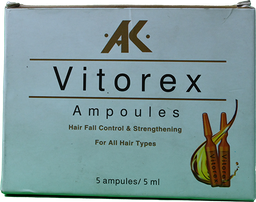 AK
Vitorex
Ampoules
Hair Fall Control & Strengthening
For All Hair Types
5 ampules/ 5 ml